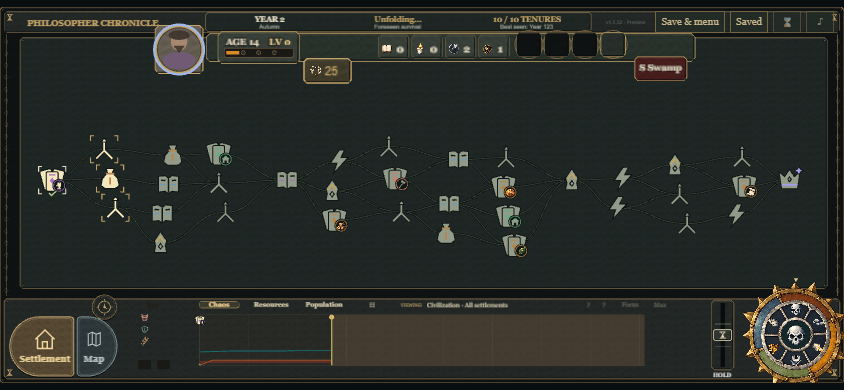 PHILOSOPHER CHRONICLE
YEAR 2
Autumn
Unfolding...
Foreseen survival
10 / 10 TENURES
Best seen: Year 123
Save & menu
Saved
AGE 14 LV 0
0
0
2
1
25
S Swamp
Chaos
Resources
Population
Civilization - All settlements
Settlement
Map
HOLD